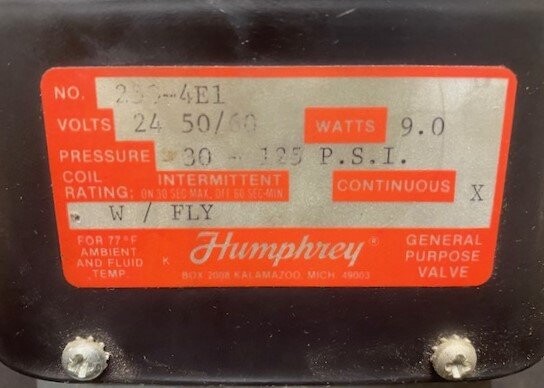 NO. 250-4E1
VOLTS 24 50/60 WATTS 9.0
PRESSURE 30 - 125 P.S.I.
COIL RATING: INTERMITTENT ON 30 SEC-MAX. OFF 60 SEC-MIN. CONTINUOUS X
W / FLY
FOR 77°F AMBIENT AND FLUID TEMP. K Humphrey® GENERAL PURPOSE VALVE
BOX 2008 KALAMAZOO, MICH. 49003